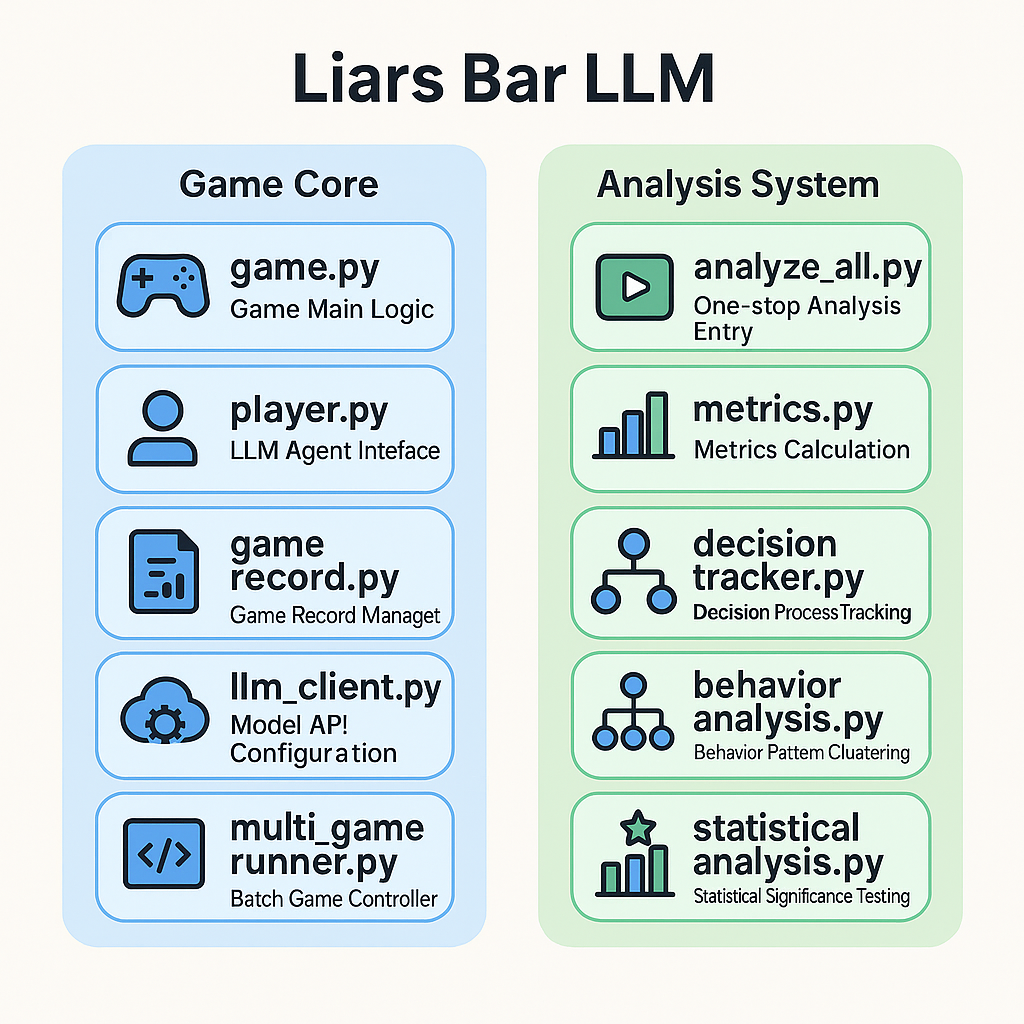 Liars Bar LLM
Game Core
game.py
Game Main Logic
player.py
LLM Agent Inteface
game
record.py
Game Record Managet
llm_client.py
Model AP!
Configuration
multi_game
runner.py
Batch Game Controller
Analysis System
analyze_all.py
One-stop Analysis
Entry
metrics.py
Metrics Calculation
decision
tracker.py
Decision ProcessTracking
behavior
analysis.py
Behavior Pattem Cluatering
statistical
analysis.py
Statistical Significance Testing